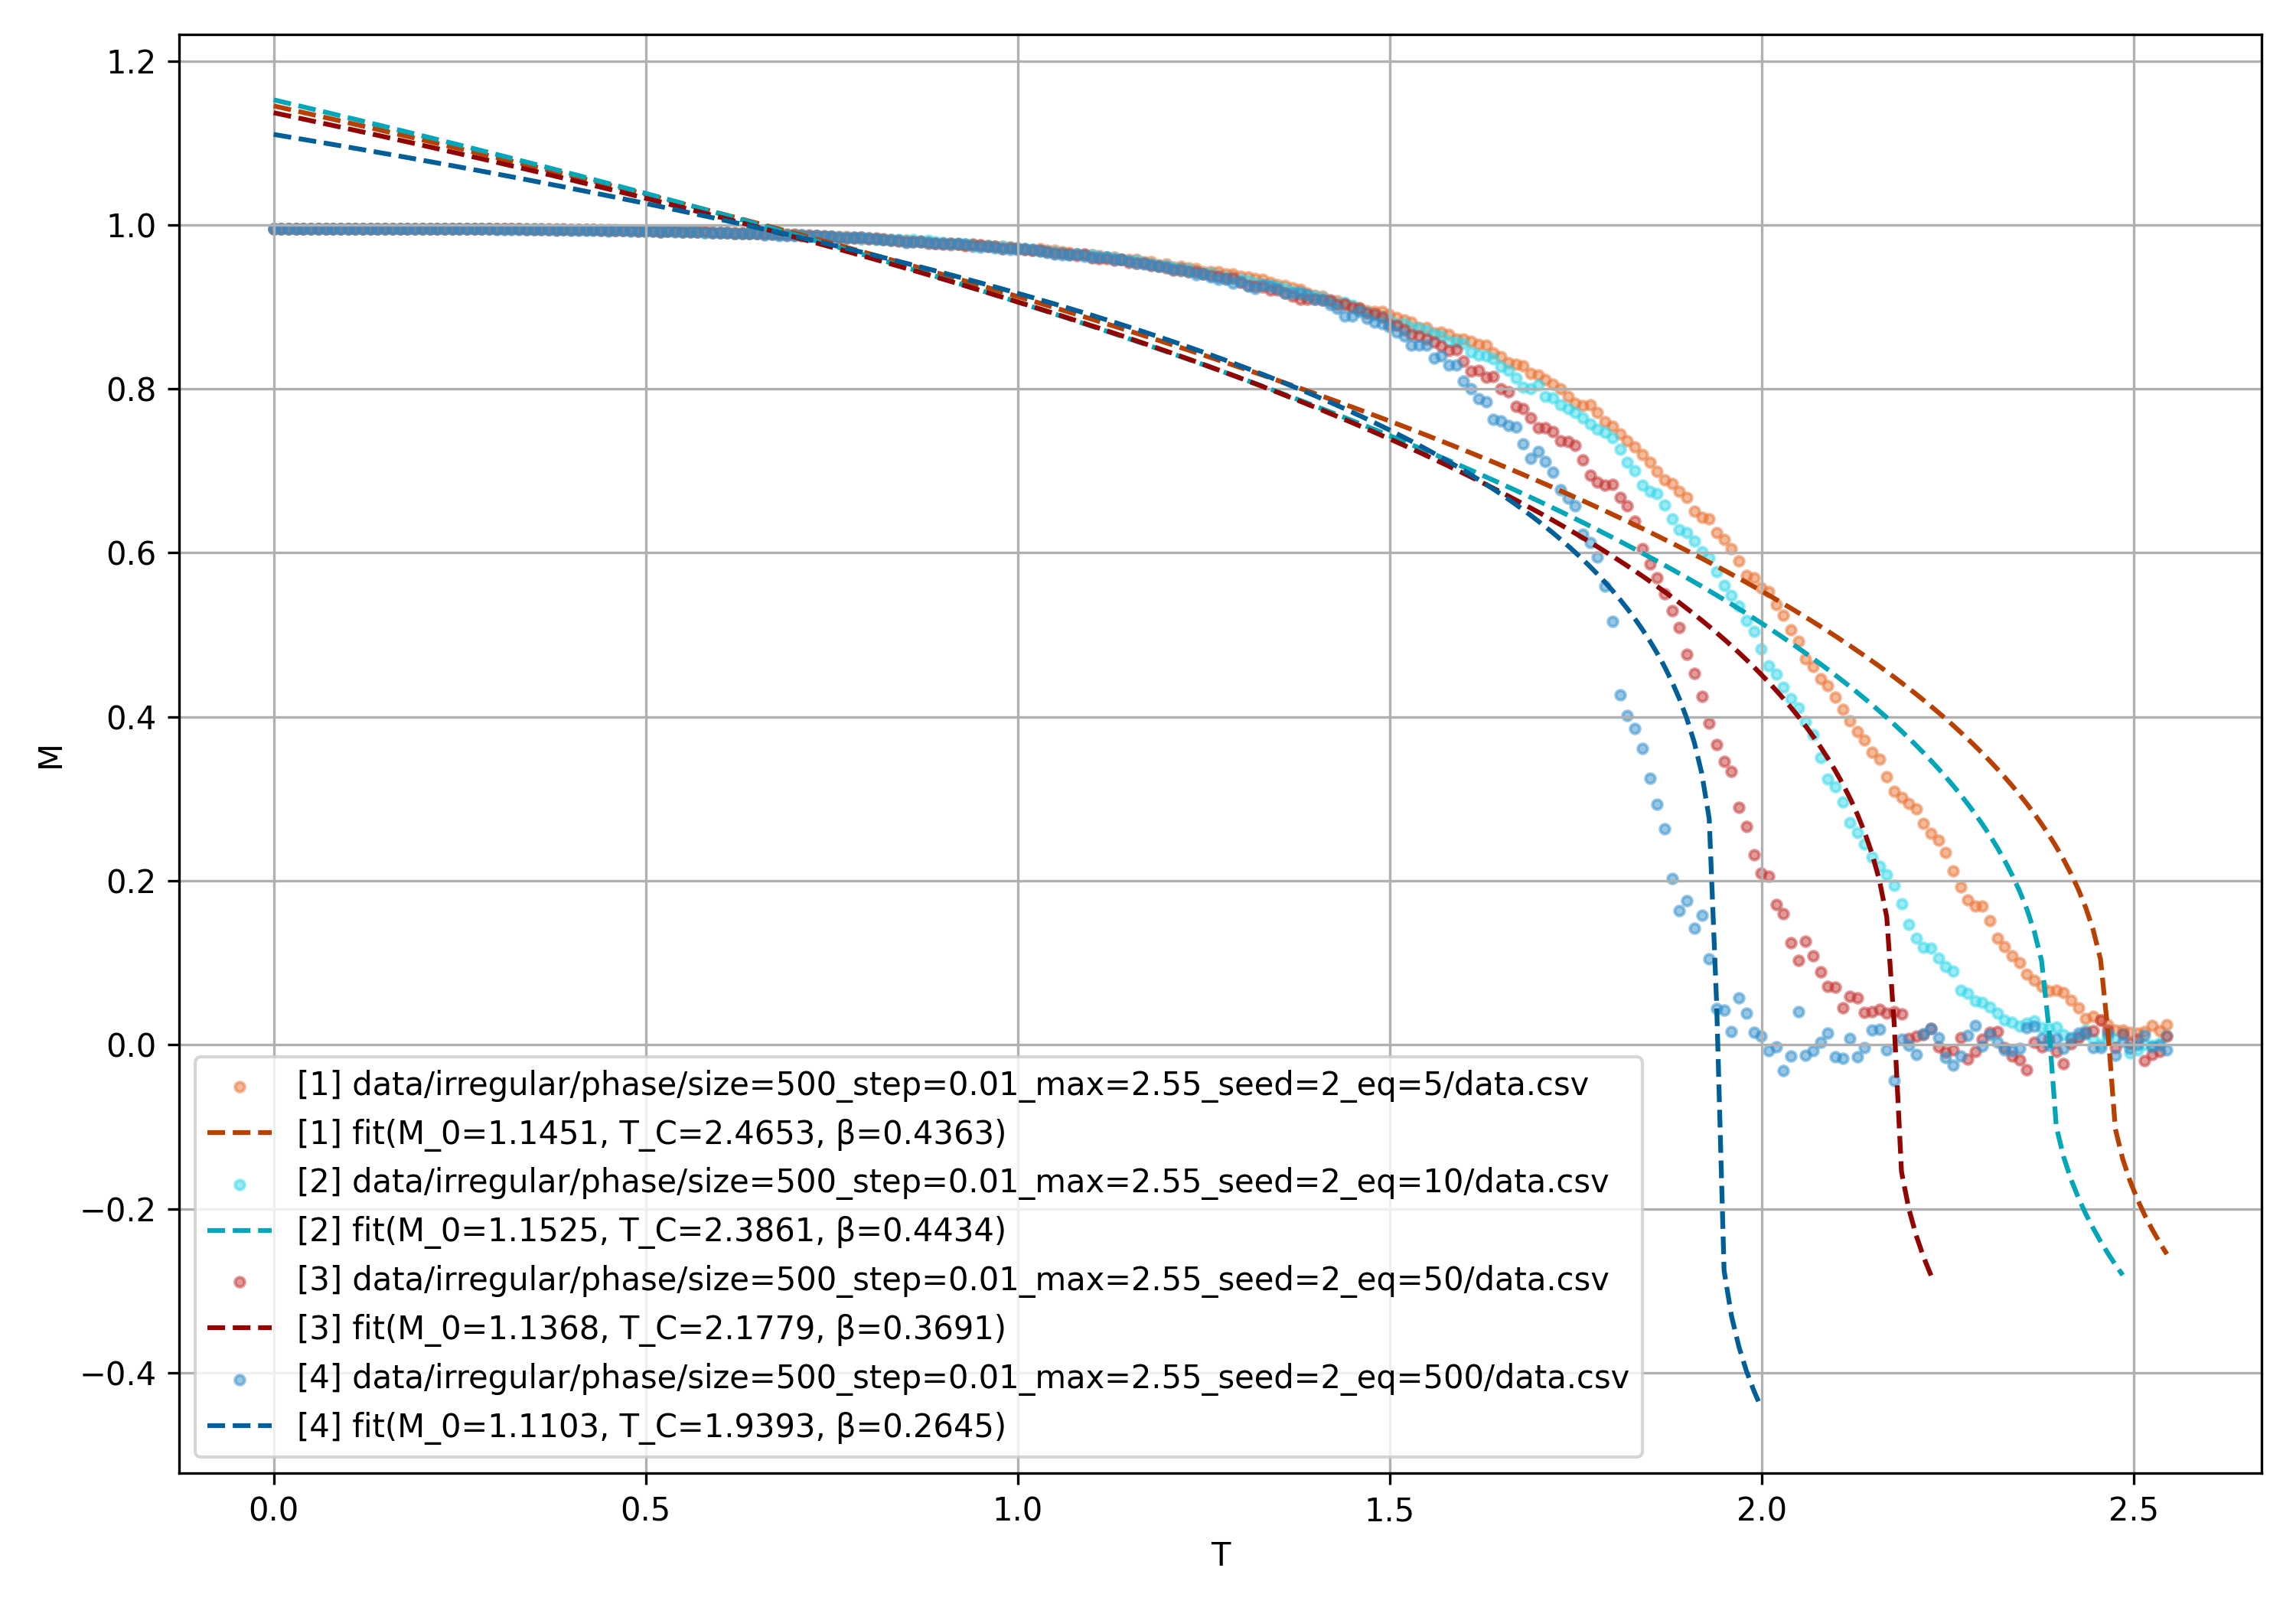 1.2
1.0
0.8
0.6
0.4
0.2
0.0
−0.2
−0.4
M
[1] data/irregular/phase/size=500_step=0.01_max=2.55_seed=2_eq=5/data.csv
[1] fit(M_0=1.1451, T_C=2.4653, β=0.4363)
[2] data/irregular/phase/size=500_step=0.01_max=2.55_seed=2_eq=10/data.csv
[2] fit(M_0=1.1525, T_C=2.3861, β=0.4434)
[3] data/irregular/phase/size=500_step=0.01_max=2.55_seed=2_eq=50/data.csv
[3] fit(M_0=1.1368, T_C=2.1779, β=0.3691)
[4] data/irregular/phase/size=500_step=0.01_max=2.55_seed=2_eq=500/data.csv
[4] fit(M_0=1.1103, T_C=1.9393, β=0.2645)
0.0 0.5 1.0 1.5 2.0 2.5
T